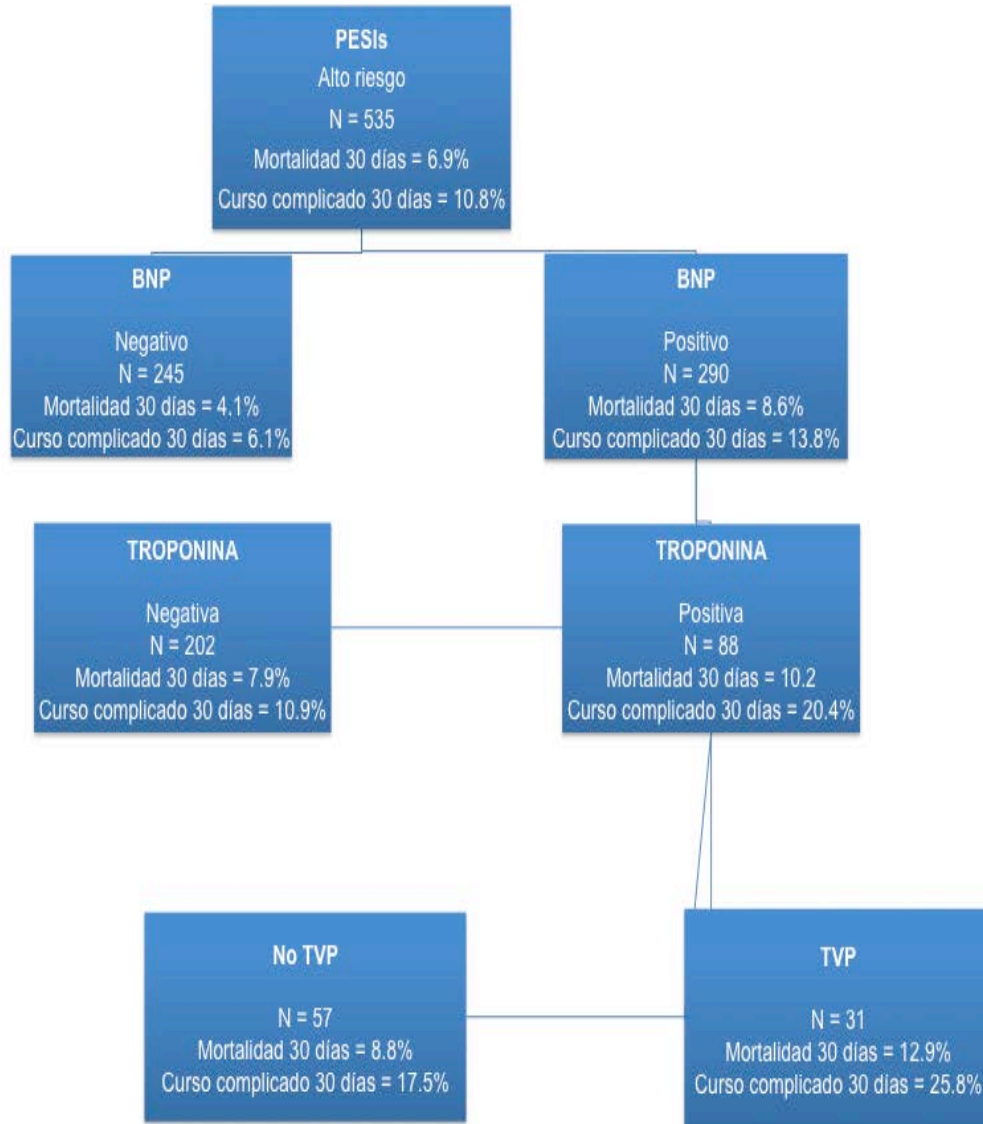 PESIs
Alto riesgo
N = 535
Mortalidad 30 días = 6.9%
Curso complicado 30 días = 10.8%
BNP
Negativo
N = 245
Mortalidad 30 días = 4.1%
Curso complicado 30 días = 6.1%
BNP
Positivo
N = 290
Mortalidad 30 días = 8.6%
Curso complicado 30 días = 13.8%
TROPONINA
Negativa
N = 202
Mortalidad 30 días = 7.9%
Curso complicado 30 días = 10.9%
TROPONINA
Positiva
N = 88
Mortalidad 30 días = 10.2
Curso complicado 30 días = 20.4%
No TVP
N = 57
Mortalidad 30 días = 8.8%
Curso complicado 30 días = 17.5%
TVP
N = 31
Mortalidad 30 días = 12.9%
Curso complicado 30 días = 25.8%